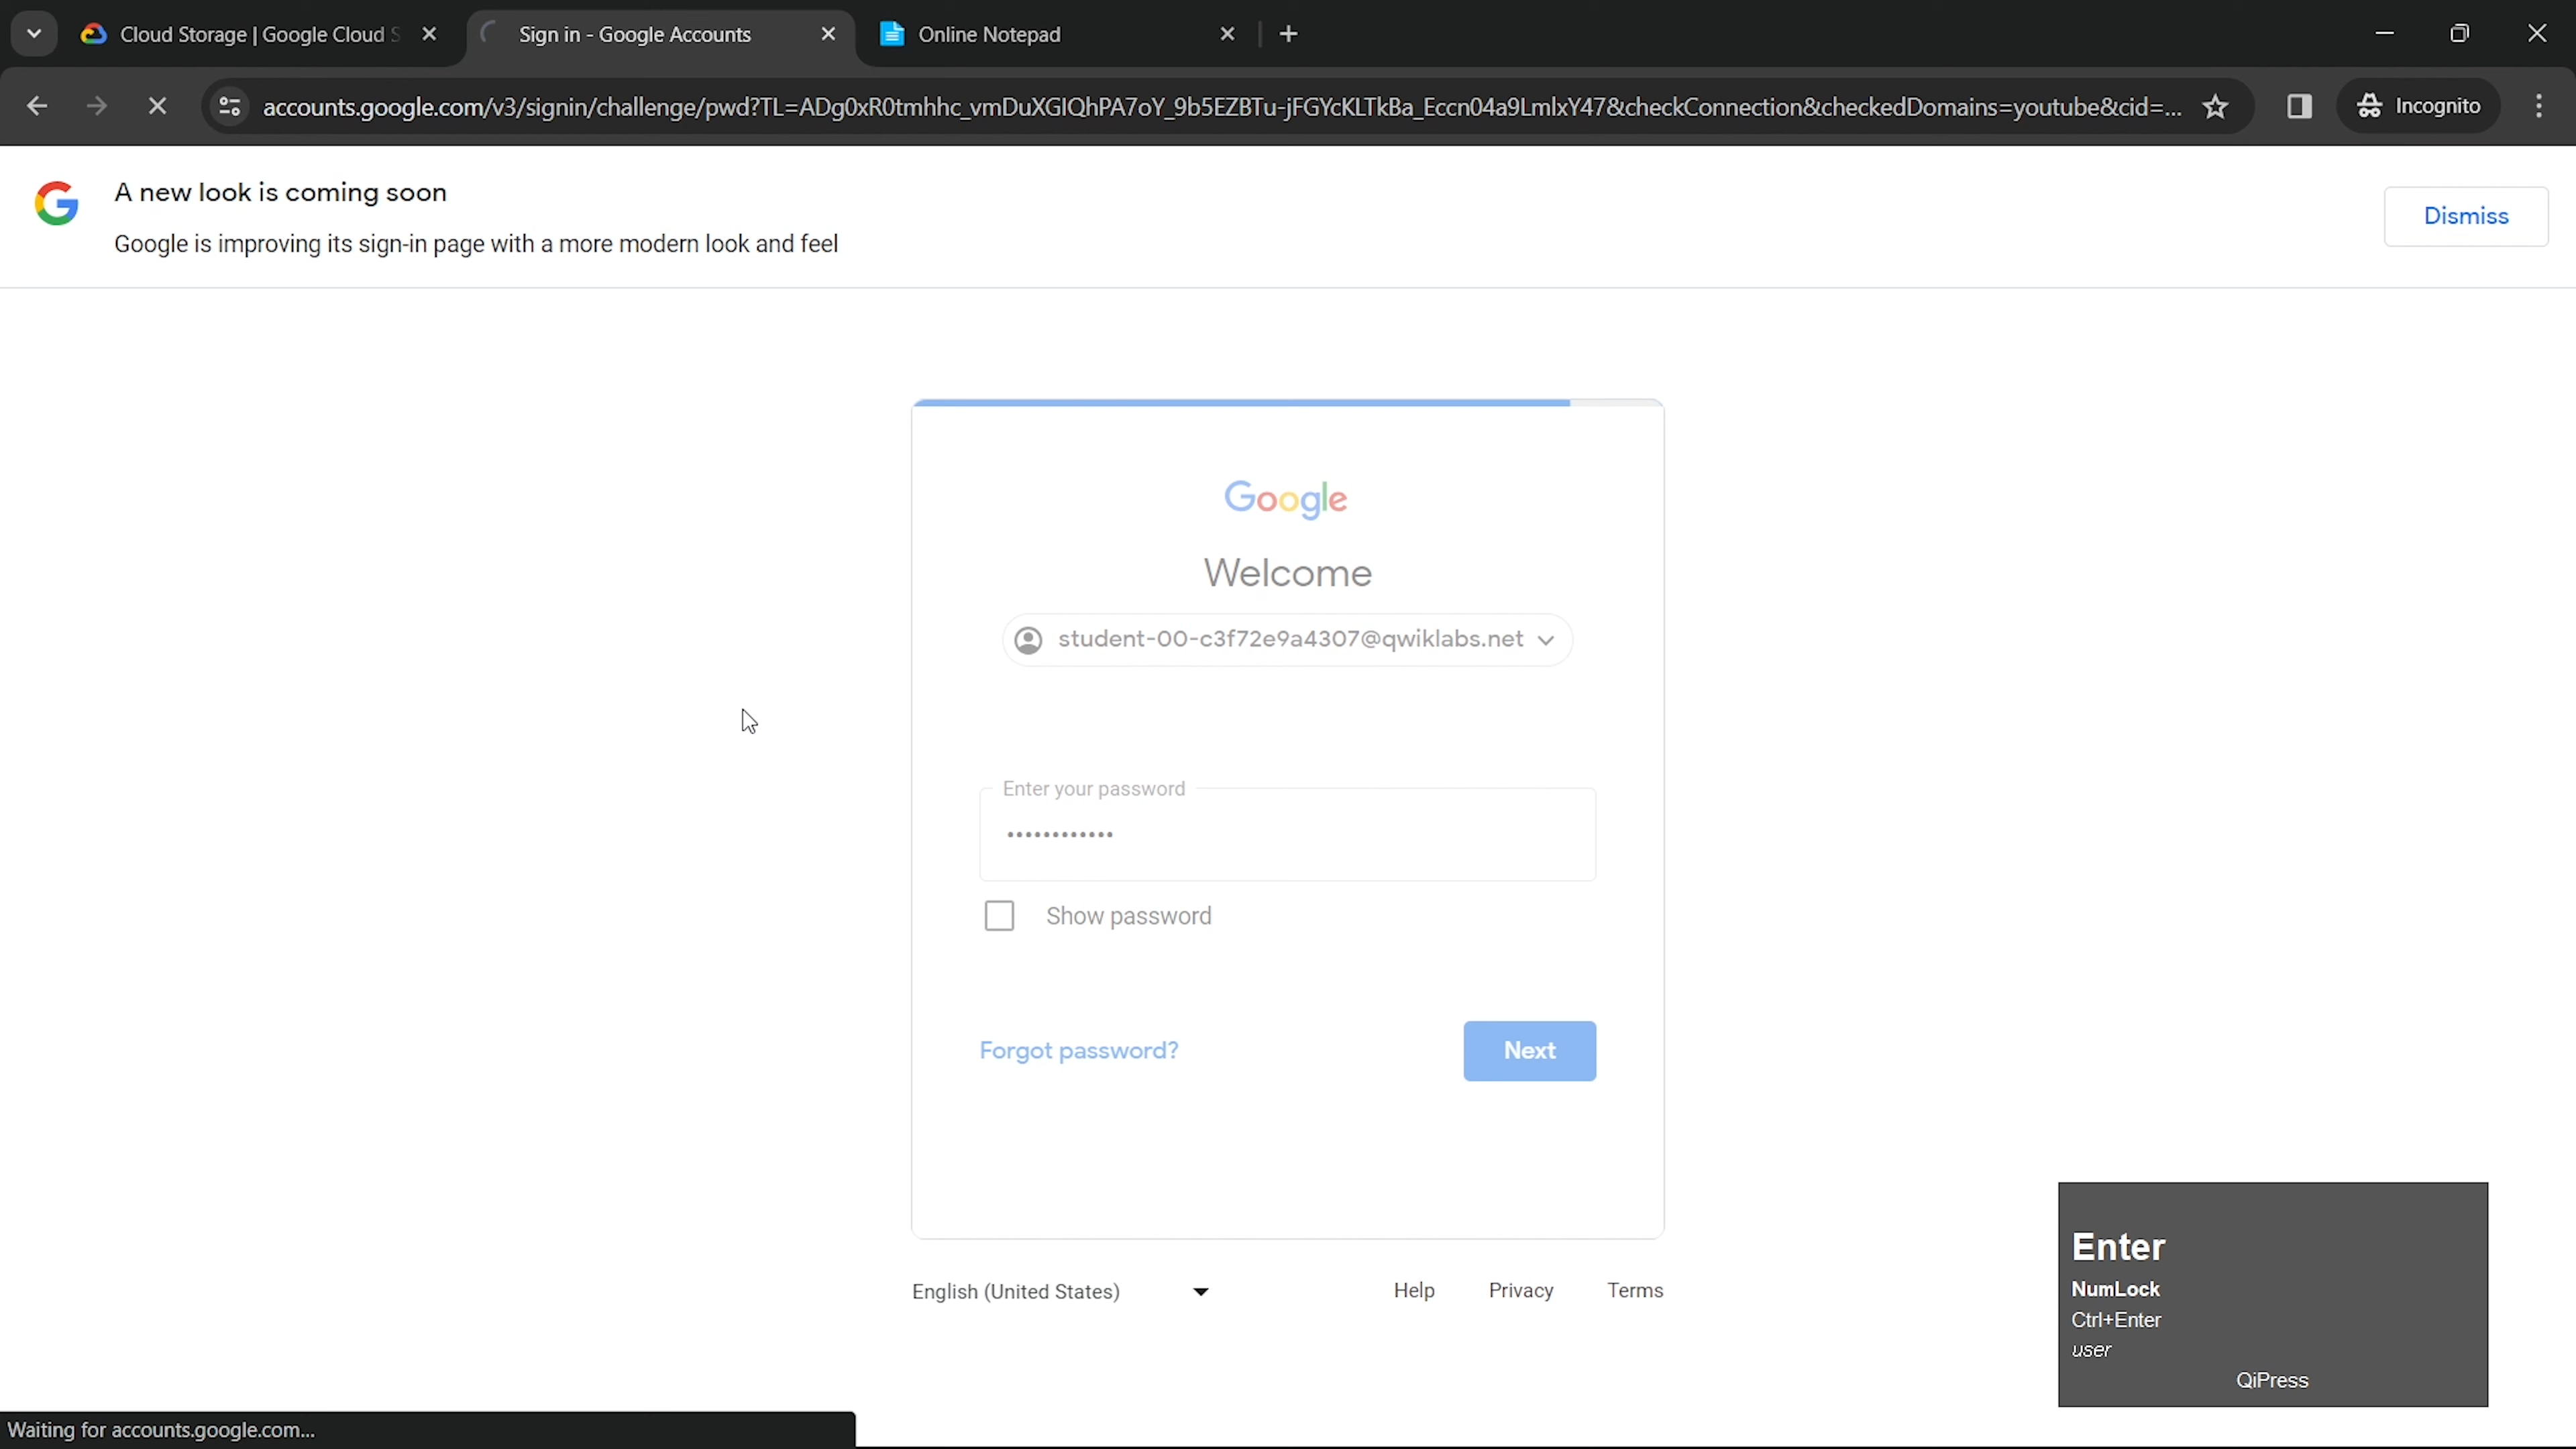 Cloud Storage | Google Cloud S
Sign in - Google Accounts
Online Notepad
accounts.google.com/v3/signin/challenge/pwd?TL=ADg0xR0tmhhc_vmDuXGIQhPA7oY_9b5EZBTu-jFGYcKLTkBa_Eccn04a9LmlxY47&checkConnection&checkedDomains=youtube&cid=...
Incognito
A new look is coming soon
Google is improving its sign-in page with a more modern look and feel
Dismiss
Google
Welcome
student-00-c3f72e9a4307@qwiklabs.net
Enter your password
••••••••••••
Show password
Forgot password?
Next
English (United States)
Help
Privacy
Terms
Enter
NumLock
Ctrl+Enter
user
QiPress
Waiting for accounts.google.com...